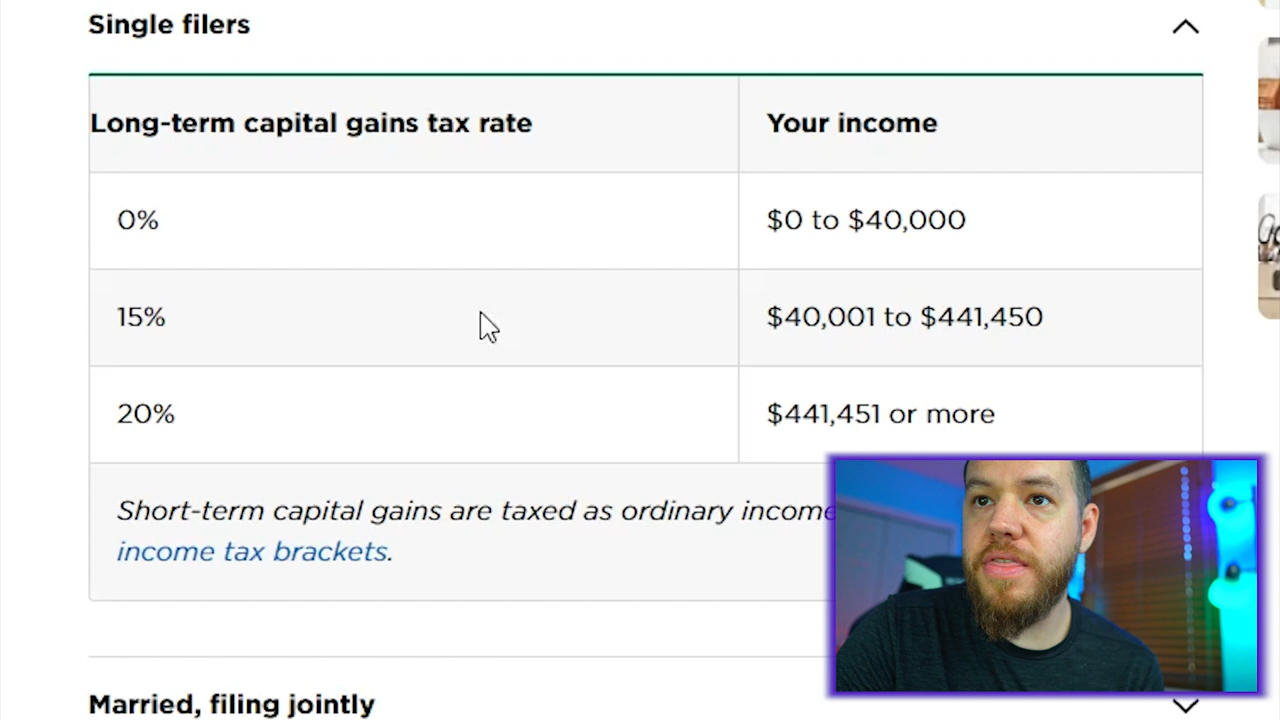 Single filers
Long-term capital gains tax rate Your income
0% $0 to $40,000
15% $40,001 to $441,450
20% $441,451 or more
Short-term capital gains are taxed as ordinary income
income tax brackets.
Married, filing jointly